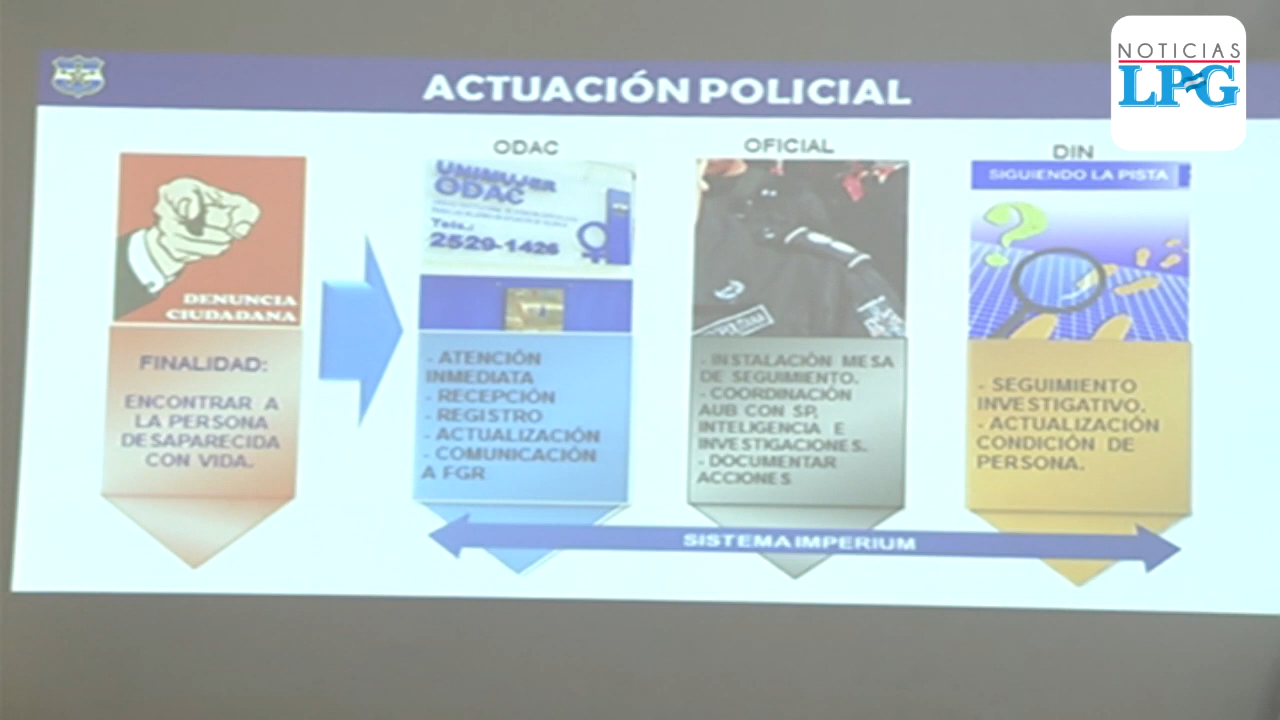 NOTICIAS
LPG
ACTUACIÓN POLICIAL
DENUNCIA
CIUDADANA
FINALIDAD:
ENCONTRAR A
LA PERSONA
DESAPARECIDA
CON VIDA.
ODAC
UNIMUJER
ODAC
Tels.:
2529-1426
- ATENCIÓN
INMEDIATA
- RECEPCIÓN
- REGISTRO
- ACTUALIZACIÓN
- COMUNICACIÓN
A FGR
OFICIAL
- INSTALACIÓN MESA
DE SEGUIMIENTO.
- COORDINACIÓN
AUB CON SP,
INTELIGENCIA E
INVESTIGACIONES.
- DOCUMENTAR
ACCIONES
DIN
SIGUIENDO LA PISTA
- SEGUIMIENTO
INVESTIGATIVO.
- ACTUALIZACIÓN
CONDICIÓN DE
PERSONA.
SISTEMA IMPERIUM